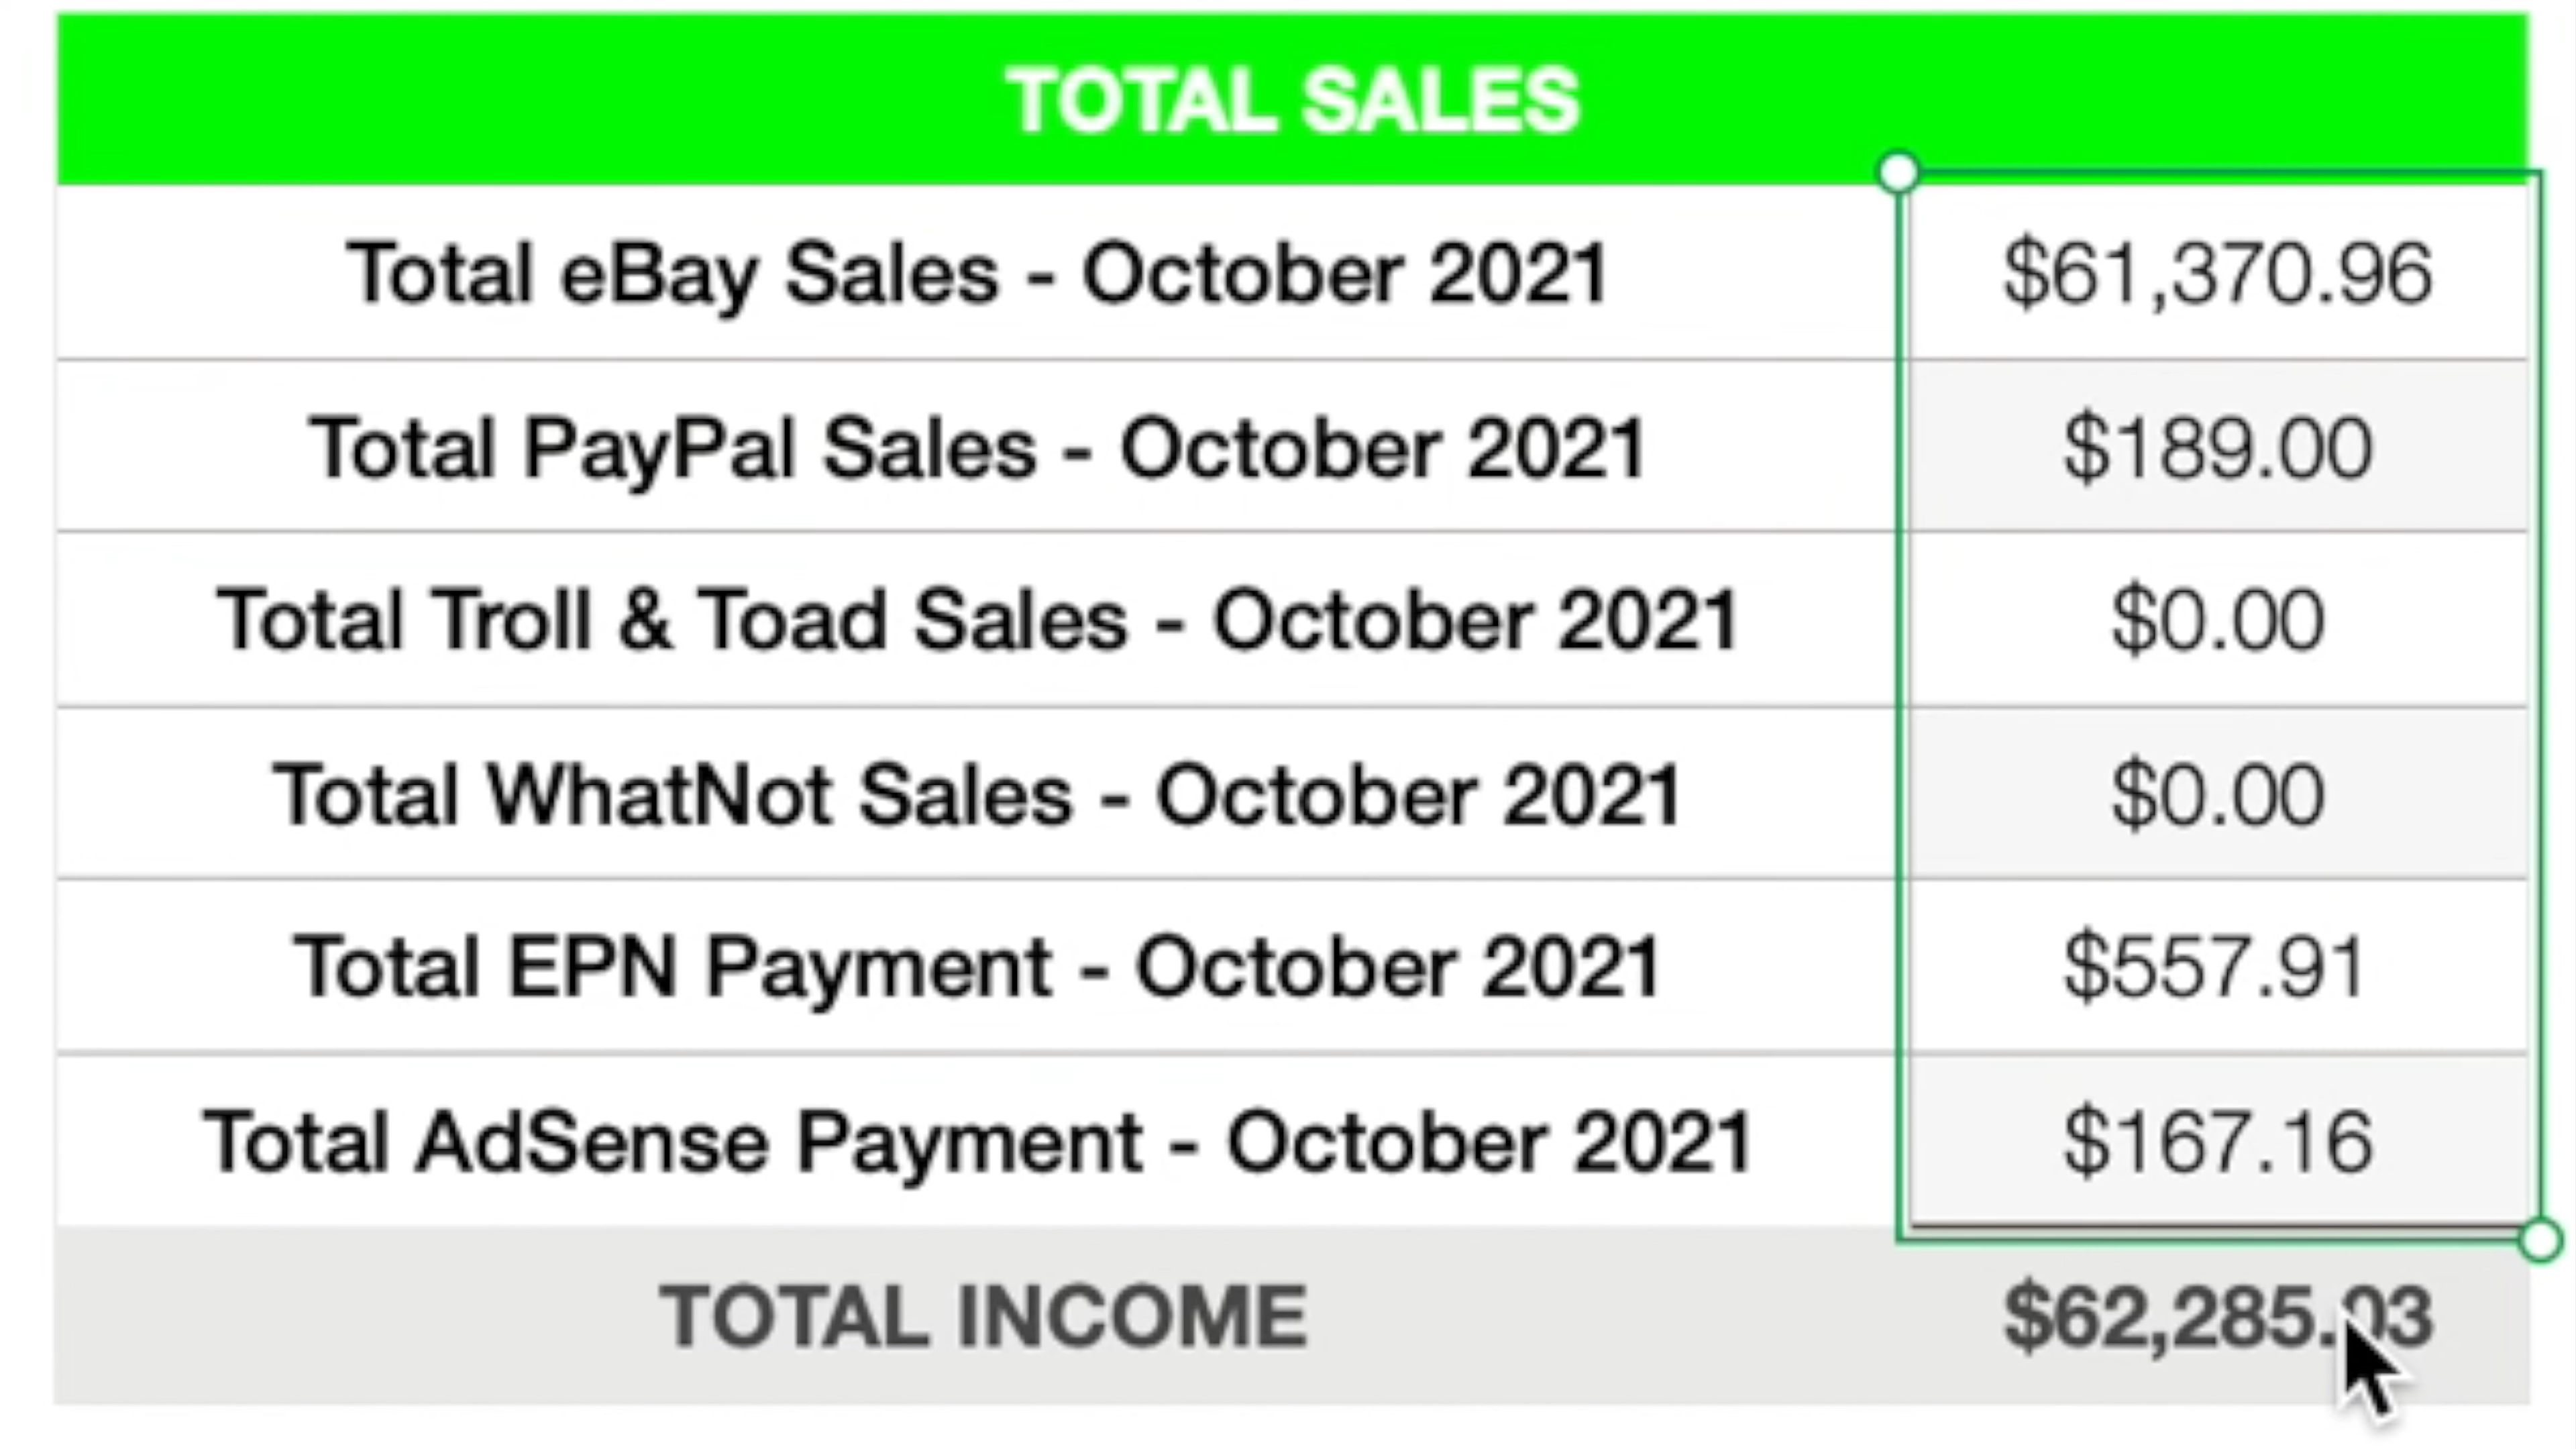 TOTAL SALES
Total eBay Sales - October 2021 $61,370.96
Total PayPal Sales - October 2021 $189.00
Total Troll & Toad Sales - October 2021 $0.00
Total WhatNot Sales - October 2021 $0.00
Total EPN Payment - October 2021 $557.91
Total AdSense Payment - October 2021 $167.16
TOTAL INCOME $62,285.03